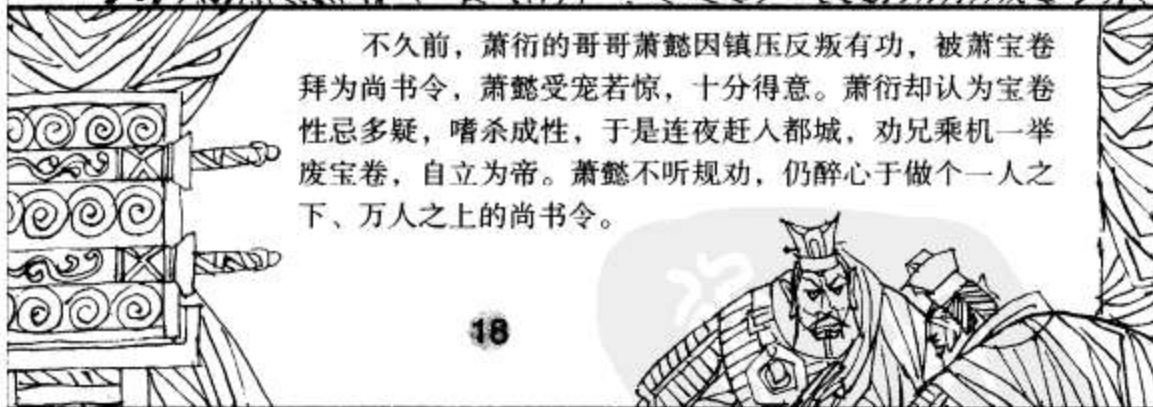 不久前，萧衍的哥哥萧懿因镇压反叛有功，被萧宝卷
拜为尚书令，萧懿受宠若惊，十分得意。萧衍却认为宝卷
性忌多疑，嗜杀成性，于是连夜赶入都城，劝兄乘机一举
废宝卷，自立为帝。萧懿不听规劝，仍醉心于做个一人之
下、万人之上的尚书令。
18